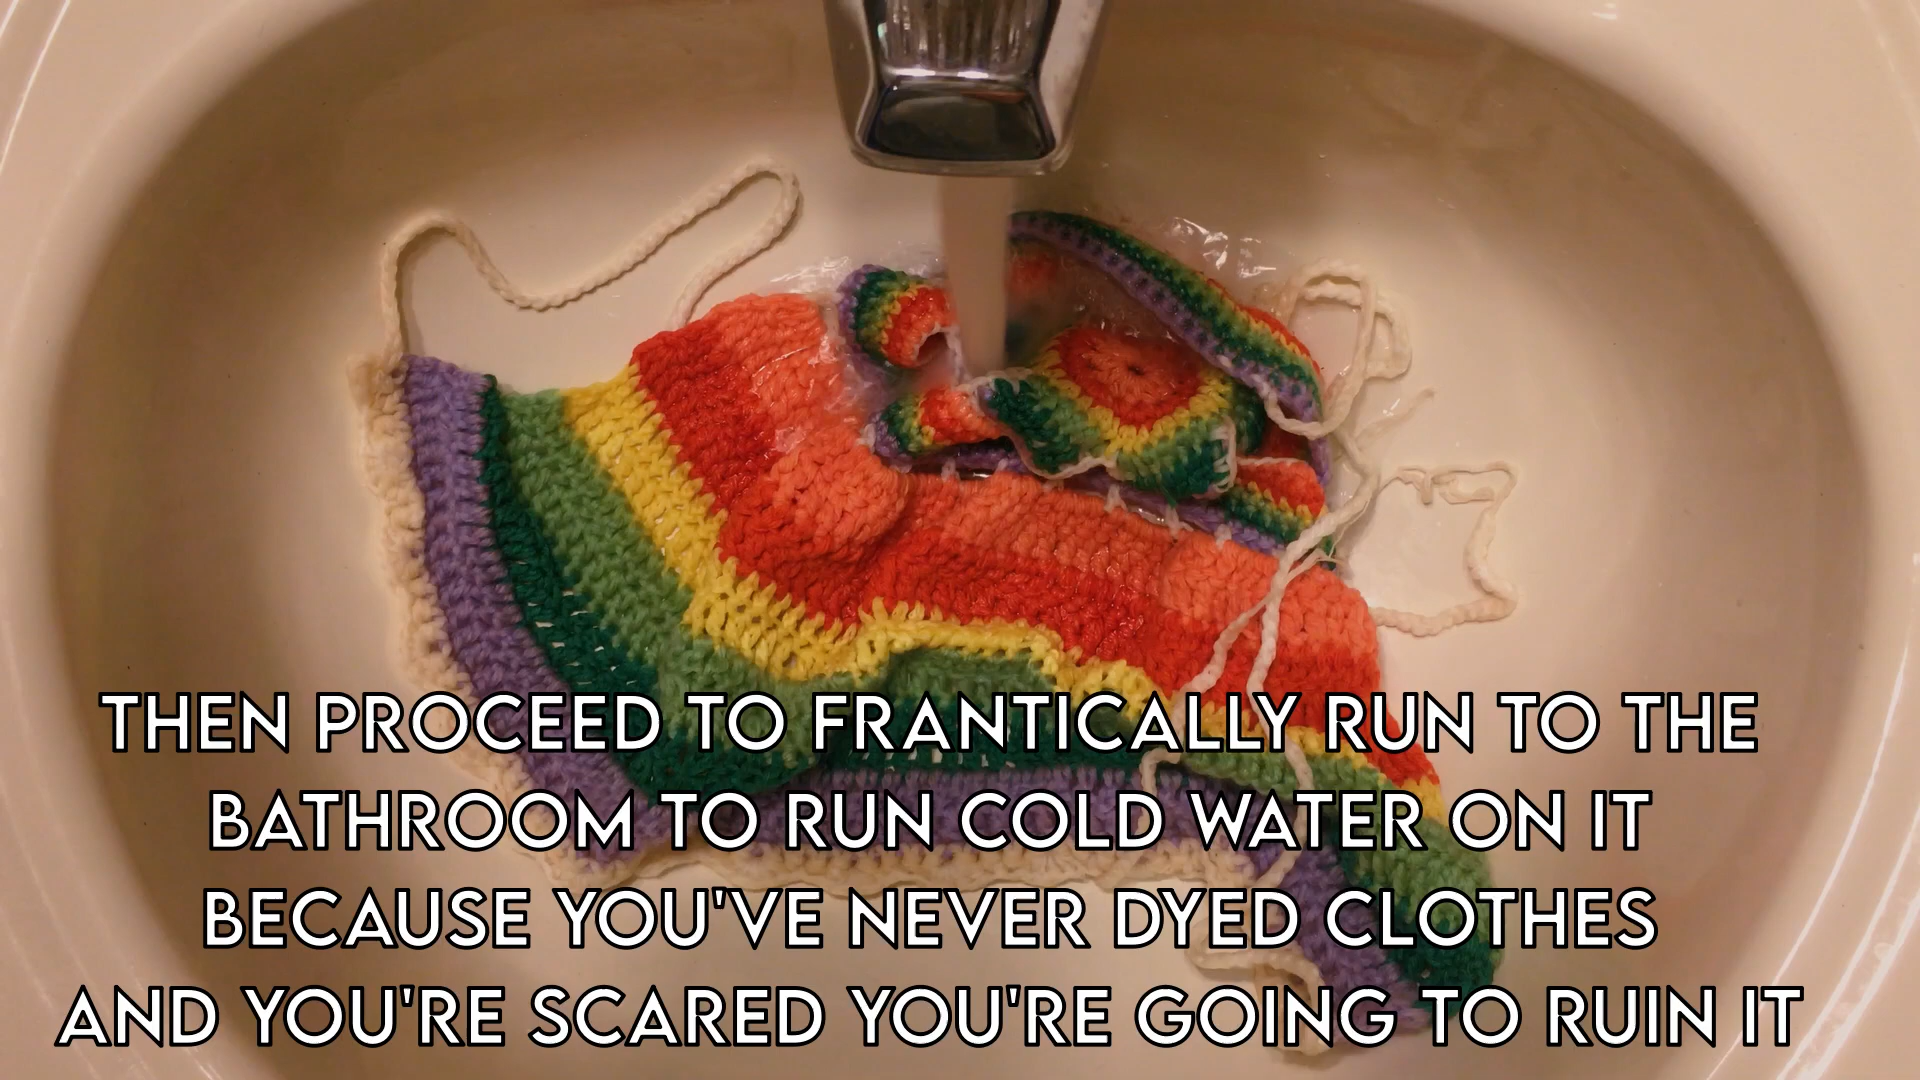 THEN PROCEED TO FRANTICALLY RUN TO THE
BATHROOM TO RUN COLD WATER ON IT
BECAUSE YOU'VE NEVER DYED CLOTHES
AND YOU'RE SCARED YOU'RE GOING TO RUIN IT